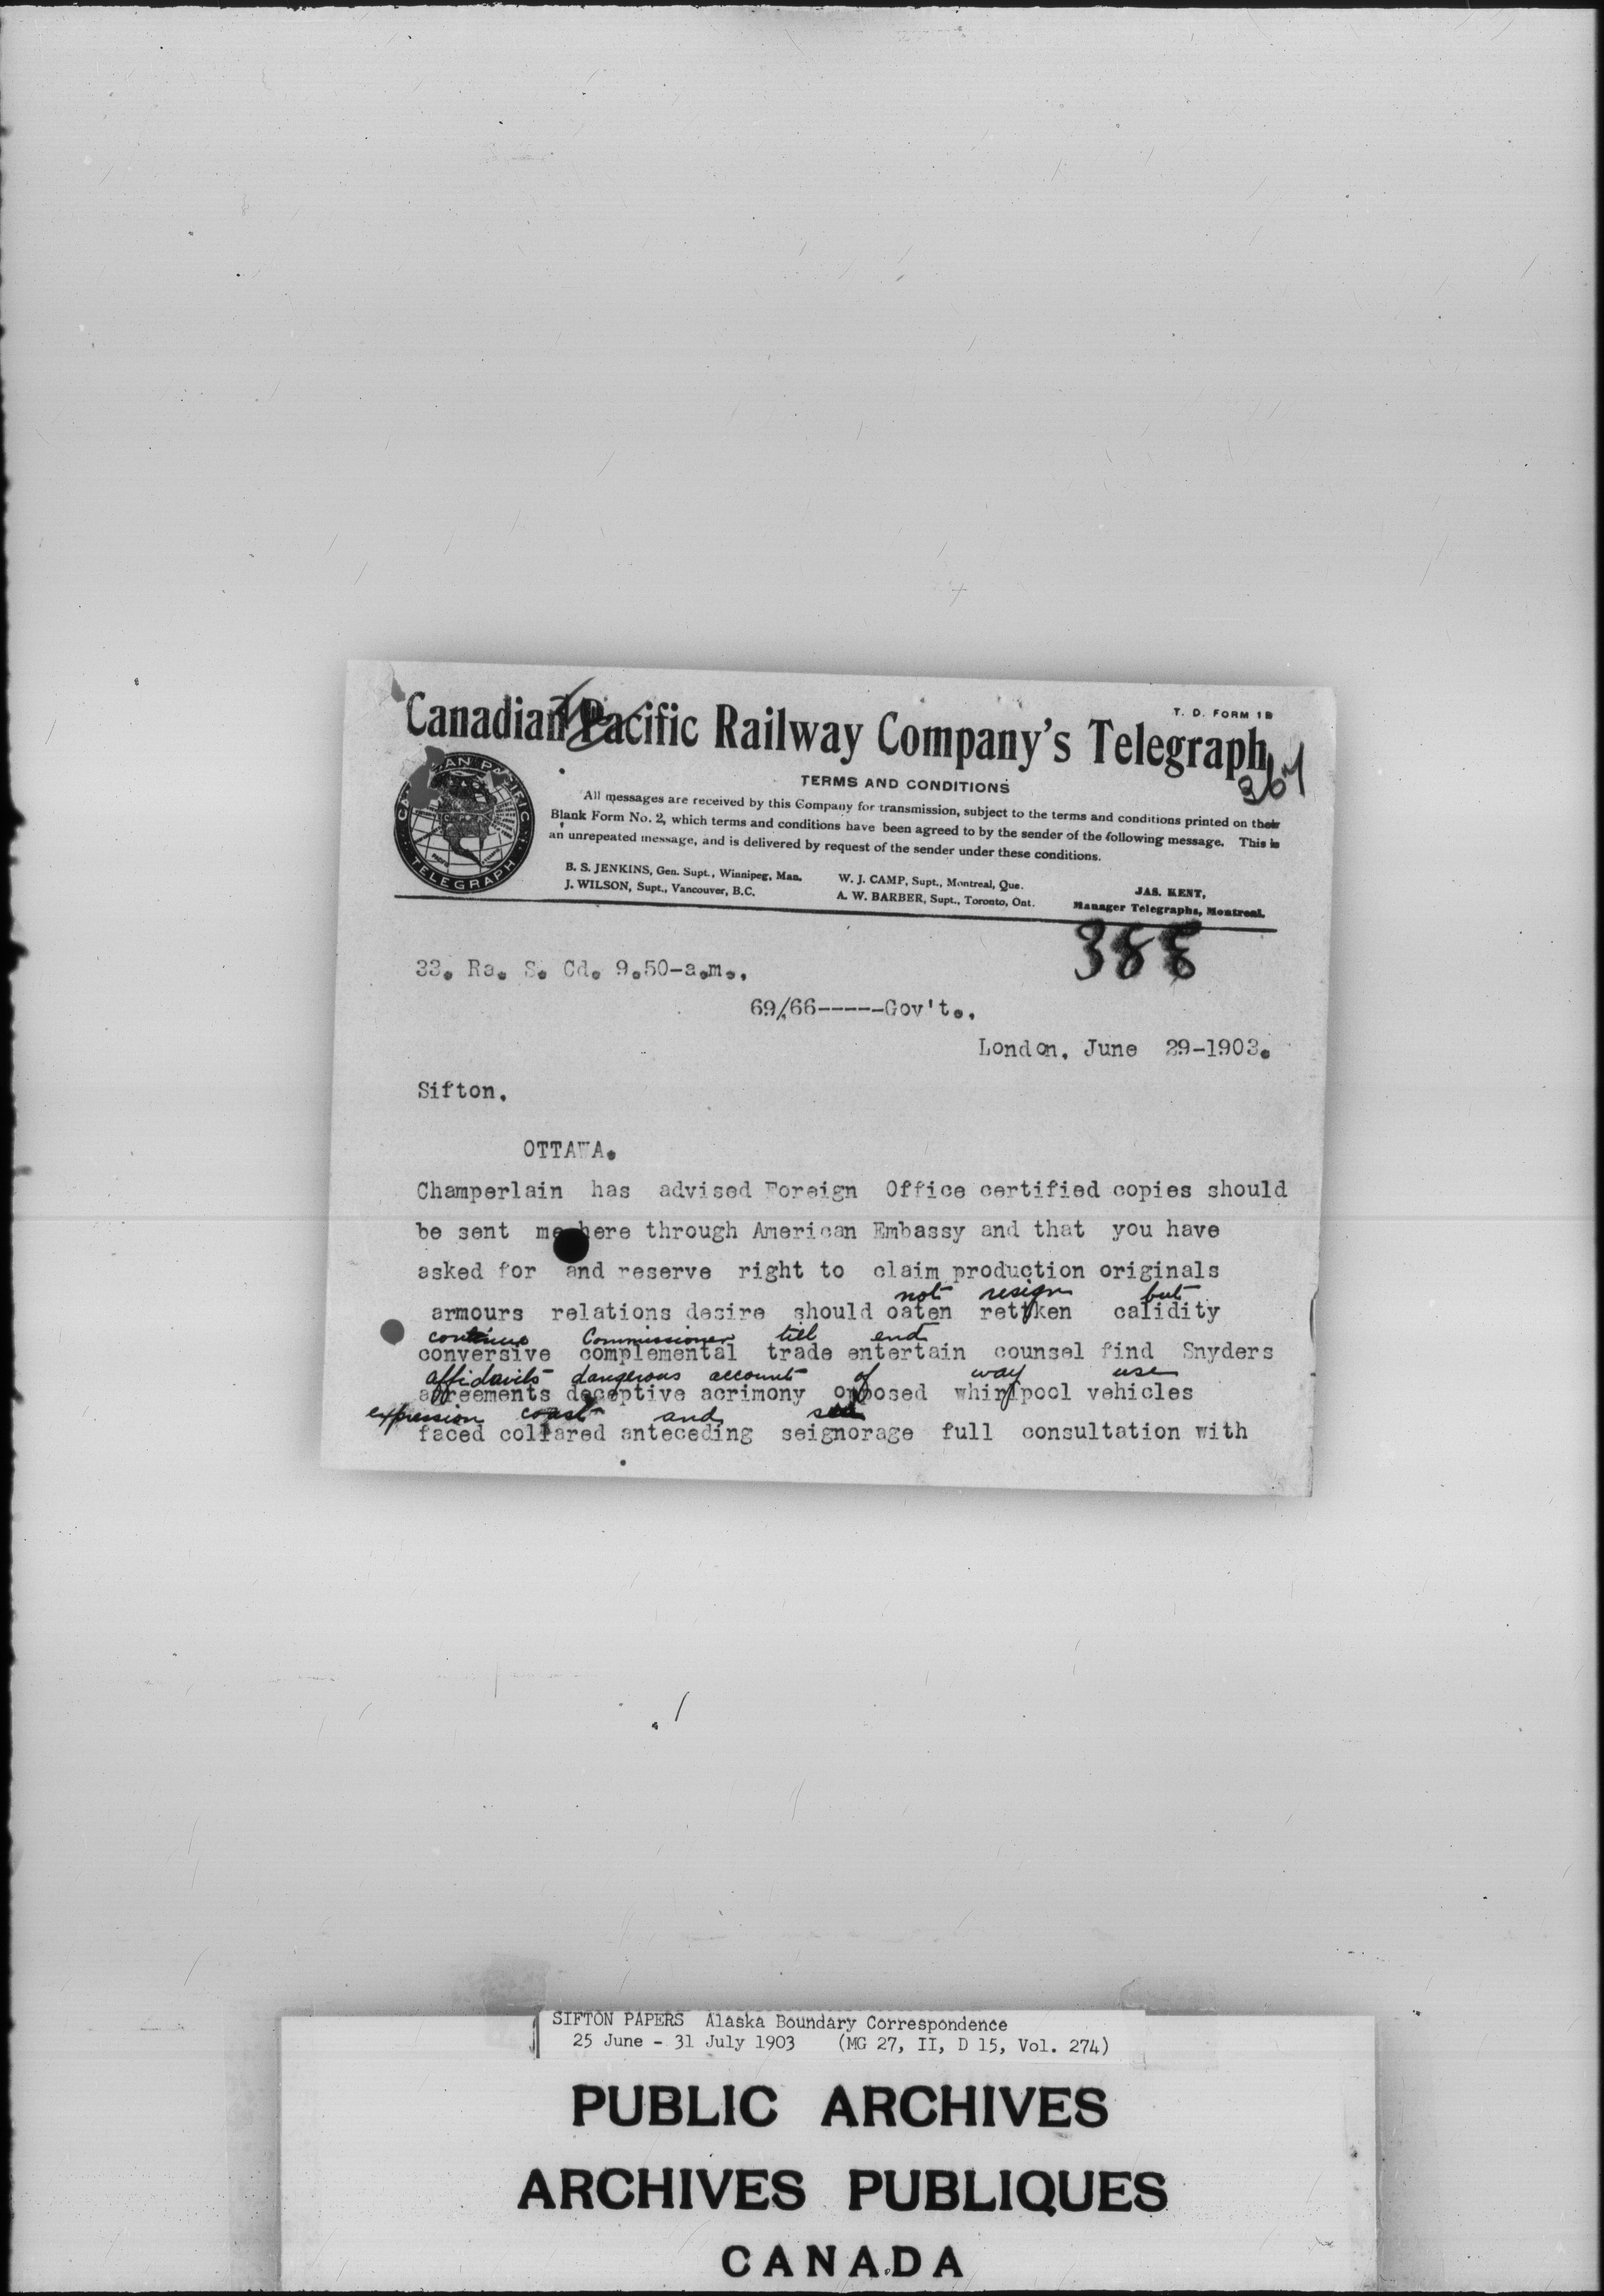 T. D. FORM 1B
Canadian Pacific Railway Company's Telegraph
367
TERMS AND CONDITIONS
All messages are received by this Company for transmission, subject to the terms and conditions printed on their
Blank Form No. 2, which terms and conditions have been agreed to by the sender of the following message. This is
an unrepeated message, and is delivered by request of the sender under these conditions.
B. S. JENKINS, Gen. Supt., Winnipeg, Man. W. J. CAMP, Supt., Montreal, Que. JAS. KENT,
J. WILSON, Supt., Vancouver, B.C. A. W. BARBER, Supt., Toronto, Ont. Manager Telegraphs, Montreal.
TELEGRAPH
388
33. Ra. S. Cd. 9.50-a.m.,
69/66-----Gov't.,
London. June 29-1903.
Sifton.
OTTAWA.
Champerlain has advised Foreign Office certified copies should
be sent me here through American Embassy and that you have
asked for and reserve right to claim production originals
not resign but
armours relations desire should oaten retaken calidity
continue Commissioner till end
conversive complemental trade entertain counsel find Snyders
affidavits dangerous account of way use
agreements deceptive acrimony opposed whirlpool vehicles
expression coast and
faced collared anteceding seignorage full consultation with
SIFTON PAPERS Alaska Boundary Correspondence
25 June - 31 July 1903 (MG 27, II, D 15, Vol. 274)
PUBLIC ARCHIVES
ARCHIVES PUBLIQUES
CANADA